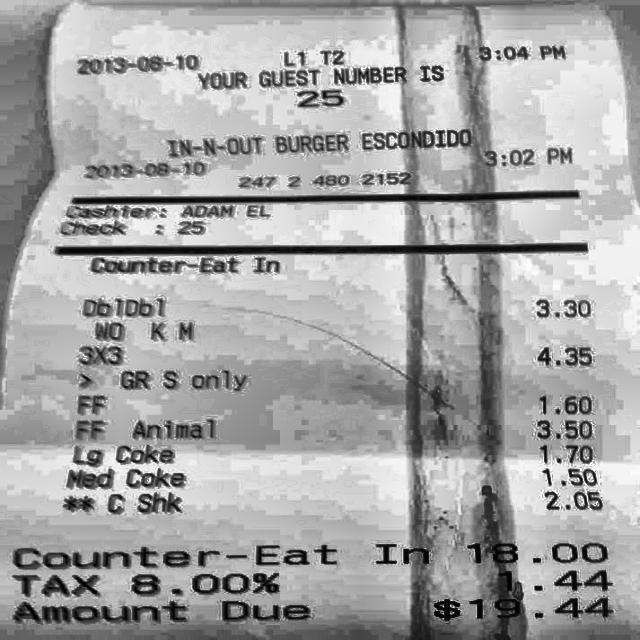 2013-08-10 L1 T2 3:04 PM
YOUR GUEST NUMBER IS
25
IN-N-OUT BURGER ESCONDIDO
2013-08-10 3:02 PM
247 2 480 2152
Cashier: ADAM EL
Check : 25
Counter-Eat In
DblDbl 3.30
WO K M
3X3 4.35
> GR S only
FF 1.60
FF Animal 3.50
Lg Coke 1.70
Med Coke 1.50
** C Shk 2.05
Counter-Eat In 18.00
TAX 8.00% 1.44
Amount Due $19.44